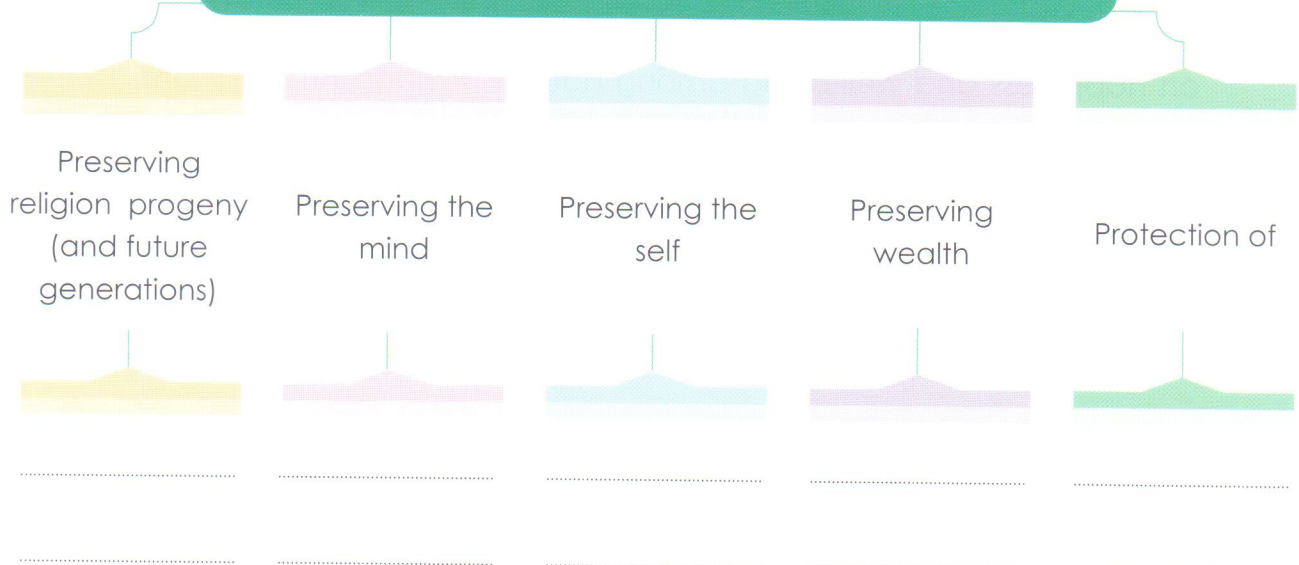 Preserving
religion progeny
(and future
generations)
Preserving the
mind
Preserving the
self
Preserving
wealth
Protection of